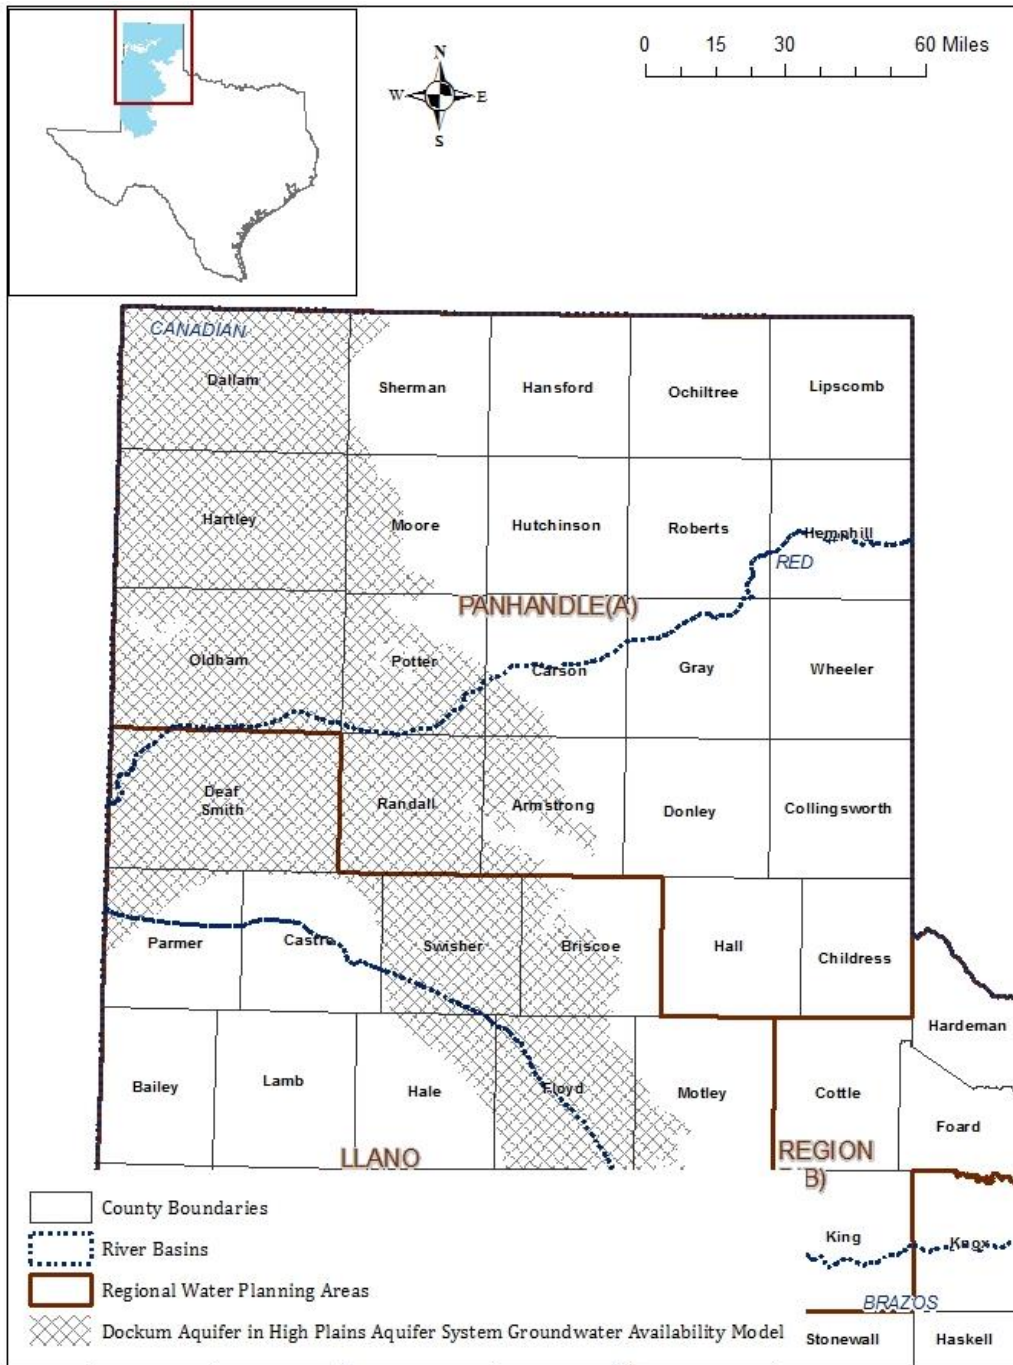 0 15 30 60 Miles
N
W E
S
CANADIAN
Dallam
Sherman
Hansford
Ochiltree
Lipscomb
Hartley
Moore
Hutchinson
Roberts
Hemphill
RED
PANHANDLE(A)
Oldham
Potter
Carson
Gray
Wheeler
Deaf
Smith
Randall
Armstrong
Donley
Collingsworth
Parmer
Castro
Swisher
Briscoe
Hall
Childress
Hardeman
Bailey
Lamb
Hale
Floyd
Motley
Cottle
Foard
LLANO
REGION
B)
County Boundaries
River Basins
King
Knox
Regional Water Planning Areas
BRAZOS
Dockum Aquifer in High Plains Aquifer System Groundwater Availability Model
Stonewall
Haskell